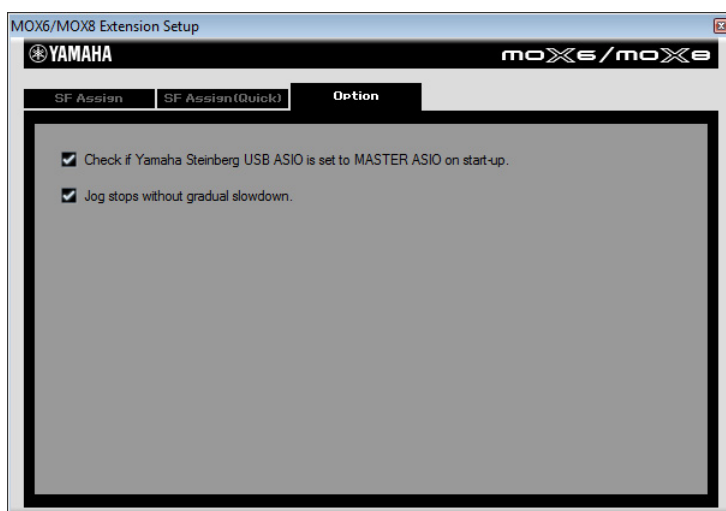 MOX6/MOX8 Extension Setup
YAMAHA
moX6/moX8
SF Assign
SF Assign(Quick)
Option
Check if Yamaha Steinberg USB ASIO is set to MASTER ASIO on start-up.
Jog stops without gradual slowdown.